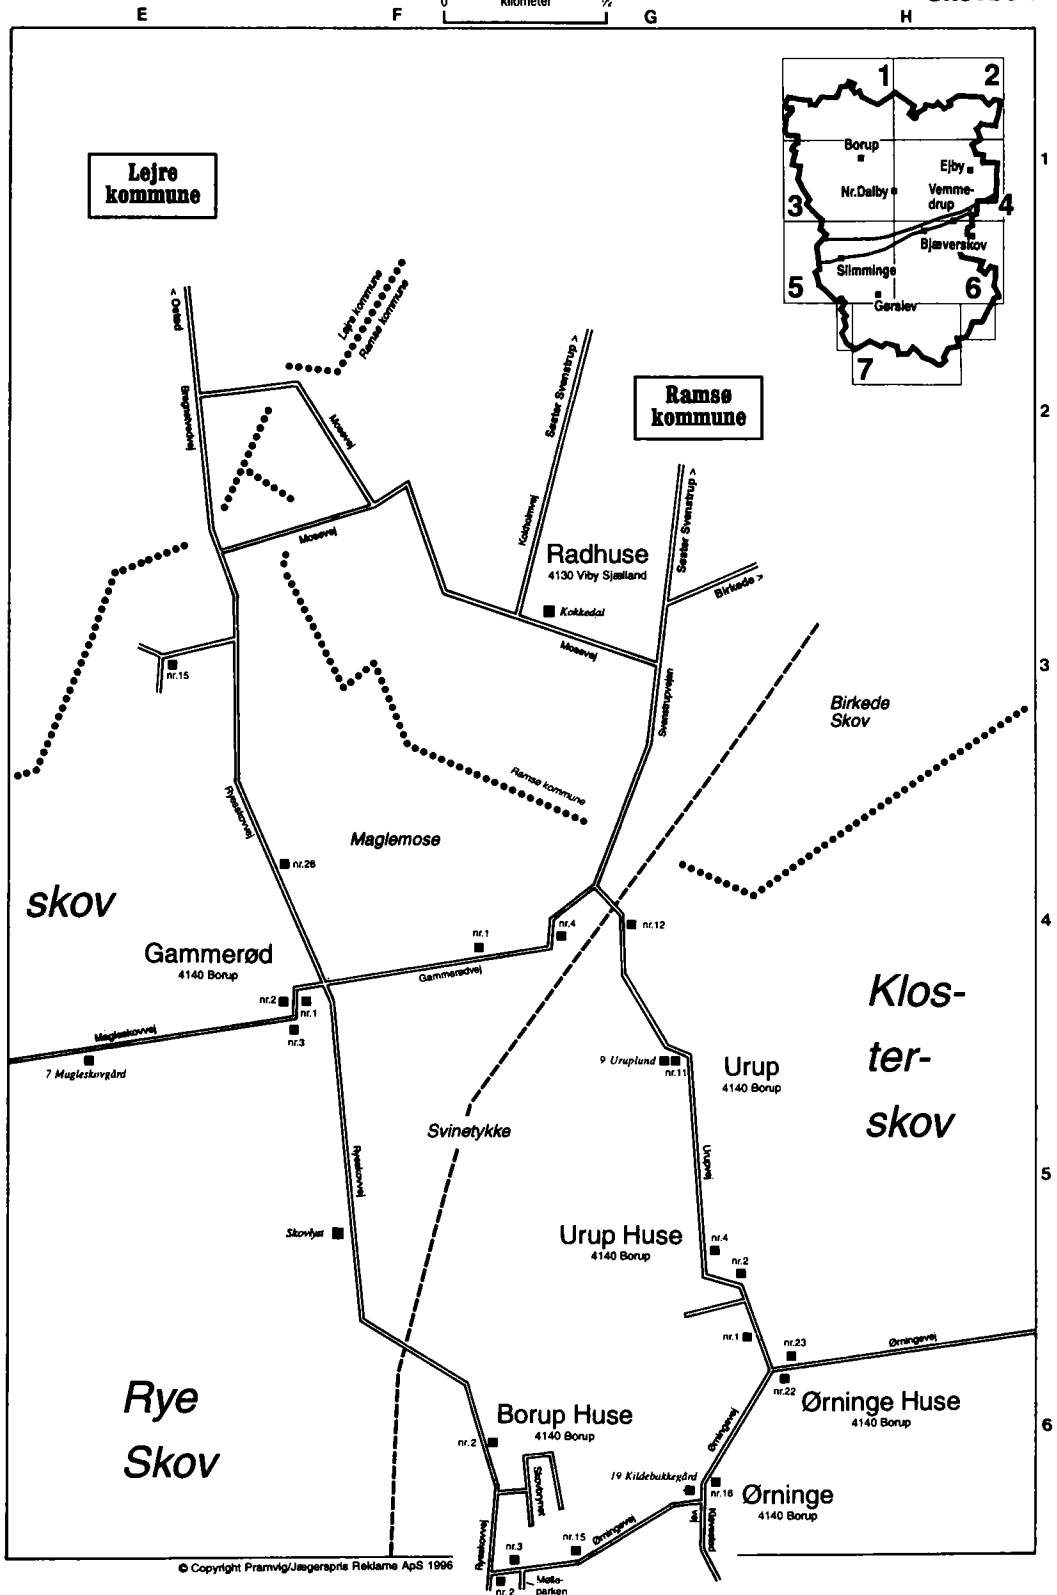 E
F
G
H
0
Kilometer
½
1
2
3
4
5
6
1
2
3
4
5
6
7
Borup
Ejby
Nr.Dalby
Vemme-
drup
Bjæverskov
Slimminge
Gørslev
Lejre
kommune
Lejre kommune
Ramsø kommune
< Osted
Bregnetvedvej
Mosevej
Mosevej
Søster Svenstrup >
Kokholmvej
Ramsø
kommune
Søster Svenstrup >
Radhuse
4130 Viby Sjælland
Kokkedal
Birkede >
Mosevej
nr.15
Svenstrupvejen
Birkede
Skov
Ramsø kommune
Ryesskovvej
Maglemose
nr.26
skov
nr.1
nr.4
nr.12
Gammerød
4140 Borup
Gammerødvej
nr.2
nr.1
nr.3
Magleskovvej
7 Magleskovgård
Klos-
ter-
skov
9 Uruplund
nr.11
Urup
4140 Borup
Svinetykke
Ryesskovvej
Urupvej
Skovlyst
Urup Huse
4140 Borup
nr.4
nr.2
nr.1
nr.23
Ørningevej
nr.22
Rye
Skov
Ørninge Huse
4140 Borup
Borup Huse
4140 Borup
nr.2
Ørningevej
Skovbrynet
19 Kildebakkegård
nr.16
Ørninge
4140 Borup
Kløvested
vej
Ryesskovvej
nr.3
nr.15
Ørningevej
nr.2
Mølle-
parken
© Copyright Pramvig/Jægerspris Reklame ApS 1996